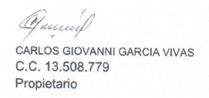 CARLOS GIOVANNI GARCIA VIVAS
C.C. 13.508.779
Propietario